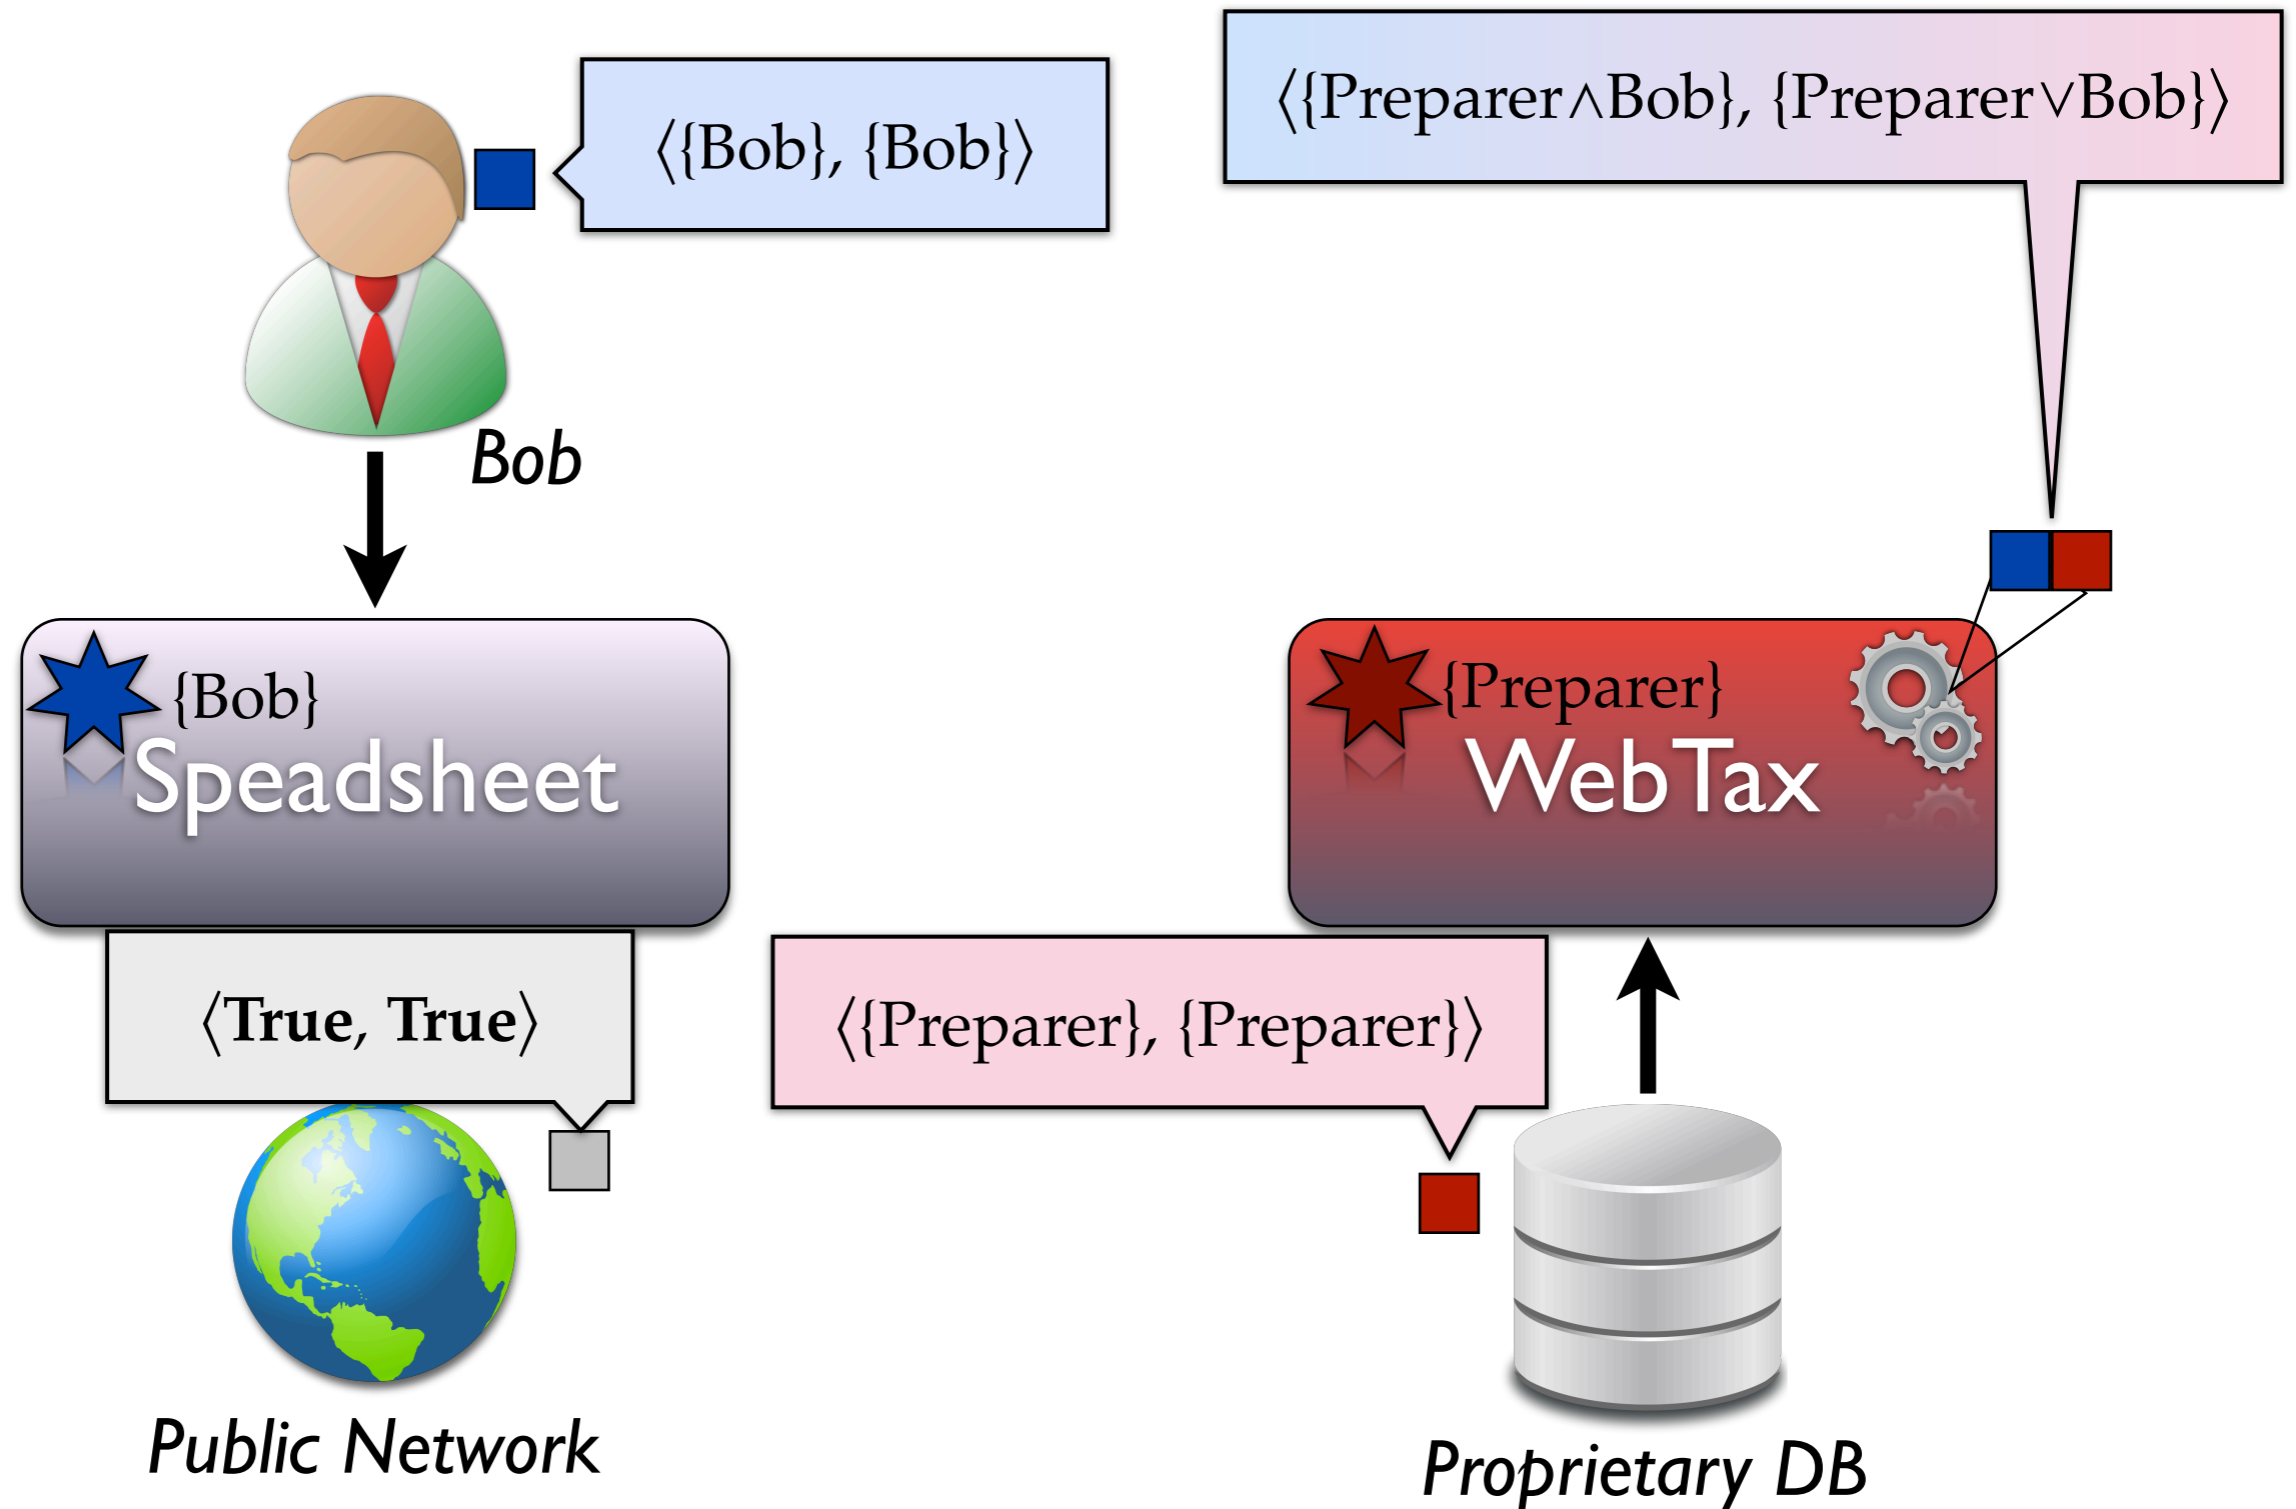 ⟨{Preparer∧Bob}, {Preparer∨Bob}⟩
⟨{Bob}, {Bob}⟩
Bob
{Bob}
Speadsheet
{Preparer}
WebTax
⟨True, True⟩
⟨{Preparer}, {Preparer}⟩
Public Network
Proprietary DB